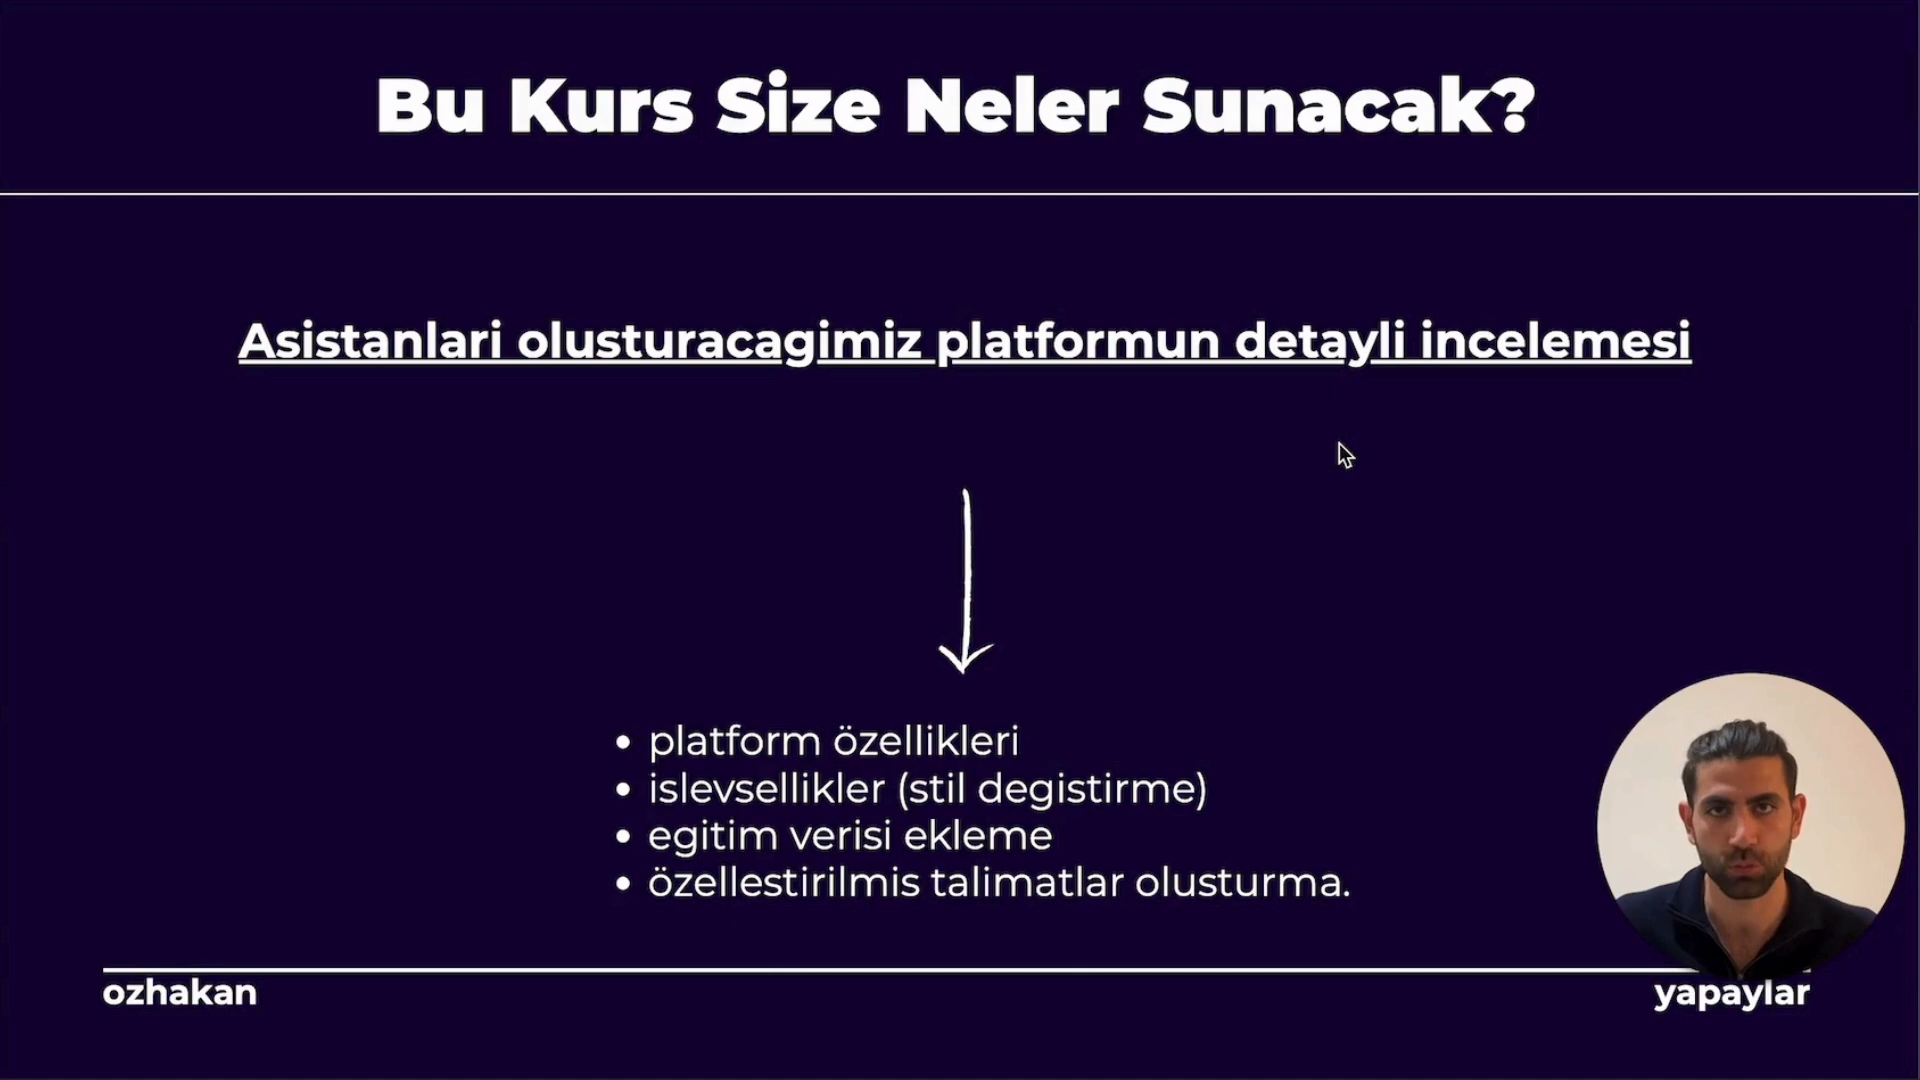 Bu Kurs Size Neler Sunacak?
Asistanlari olusturacagimiz platformun detayli incelemesi
• platform özellikleri
• islevsellikler (stil degistirme)
• egitim verisi ekleme
• özellestirilmis talimatlar olusturma.
ozhakan
yapaylar